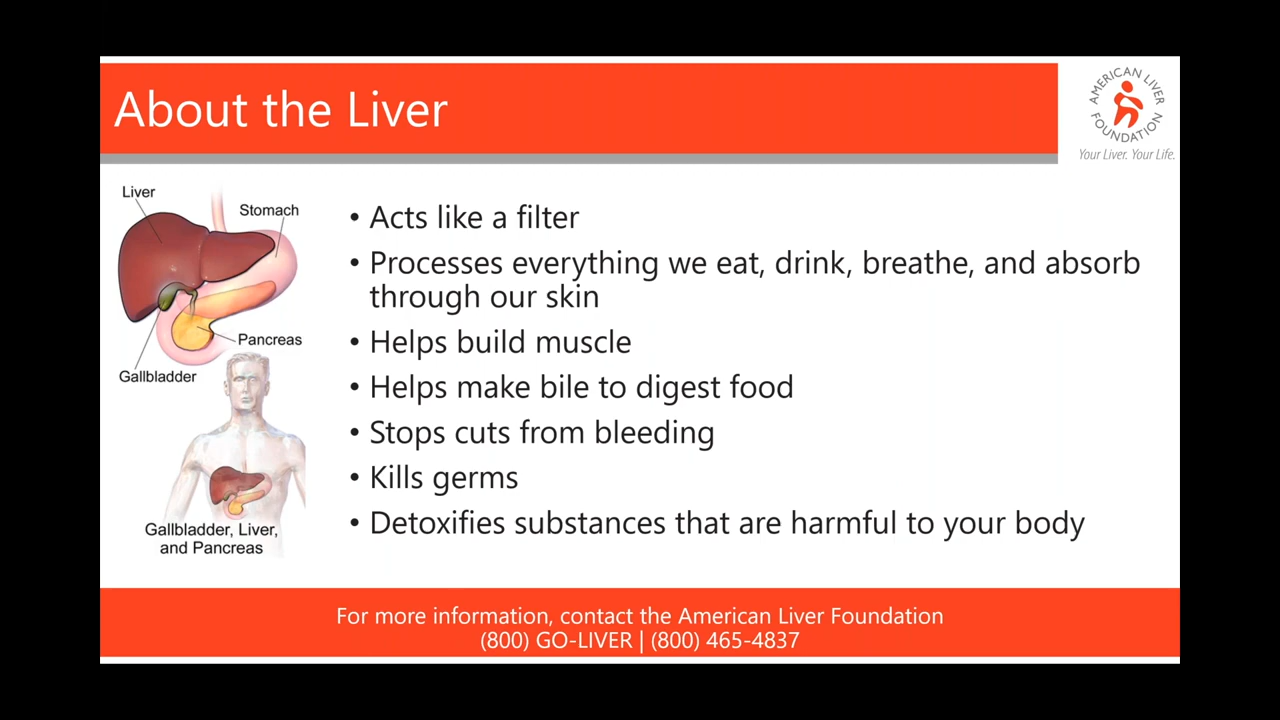 About the Liver
AMERICAN LIVER
FOUNDATION
Your Liver. Your Life.
Liver
Stomach
Pancreas
Gallbladder
Gallbladder, Liver,
and Pancreas
• Acts like a filter
• Processes everything we eat, drink, breathe, and absorb
through our skin
• Helps build muscle
• Helps make bile to digest food
• Stops cuts from bleeding
• Kills germs
• Detoxifies substances that are harmful to your body
For more information, contact the American Liver Foundation
(800) GO-LIVER | (800) 465-4837